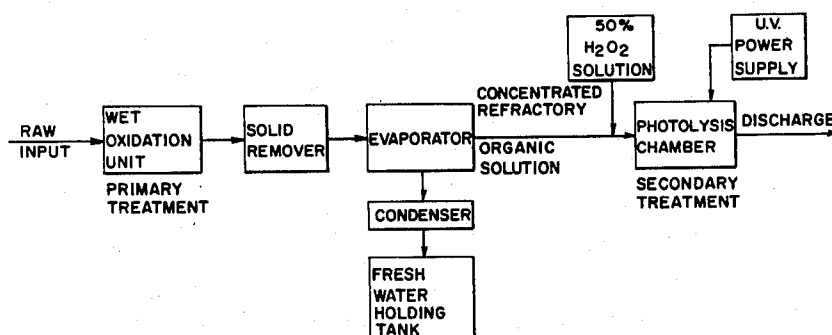 RAW
INPUT
WET
OXIDATION
UNIT
PRIMARY
TREATMENT
SOLID
REMOVER
EVAPORATOR
CONDENSER
FRESH
WATER
HOLDING
TANK
CONCENTRATED
REFRACTORY
ORGANIC
SOLUTION
50%
H2O2
SOLUTION
U.V.
POWER
SUPPLY
PHOTOLYSIS
CHAMBER
SECONDARY
TREATMENT
DISCHARGE